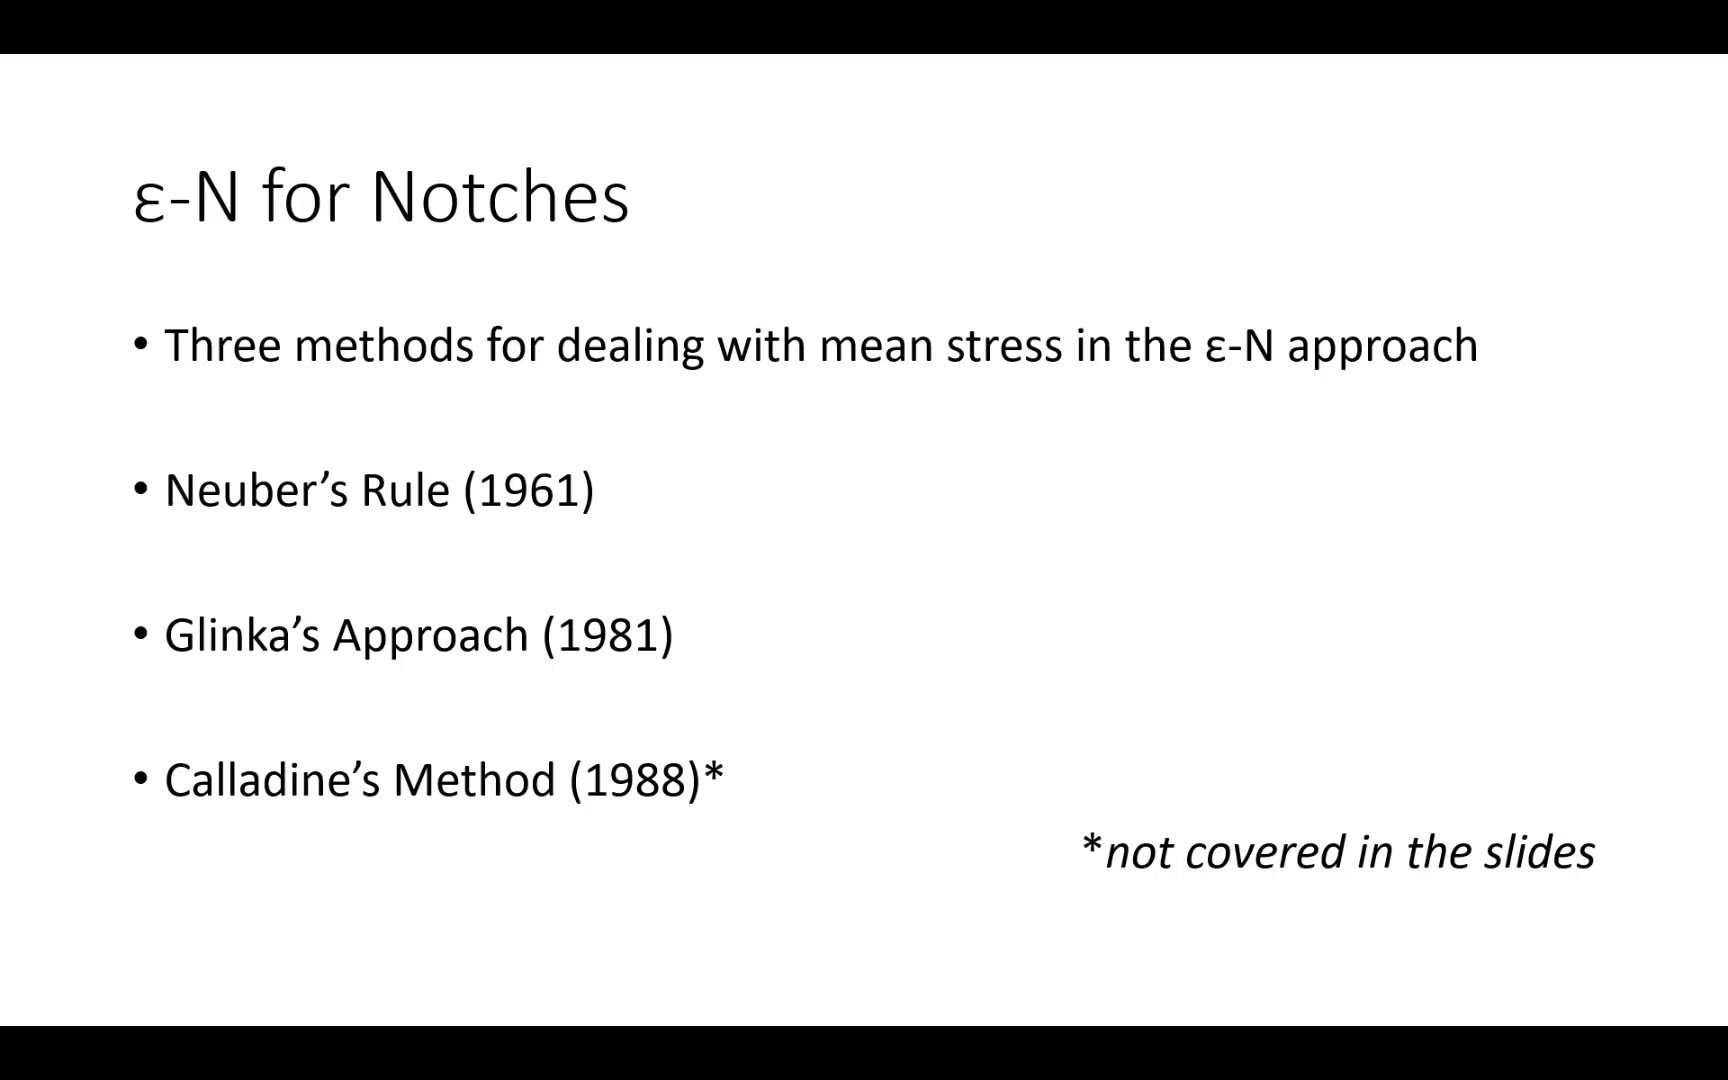 ε-N for Notches
• Three methods for dealing with mean stress in the ε-N approach
• Neuber’s Rule (1961)
• Glinka’s Approach (1981)
• Calladine’s Method (1988)*
*not covered in the slides